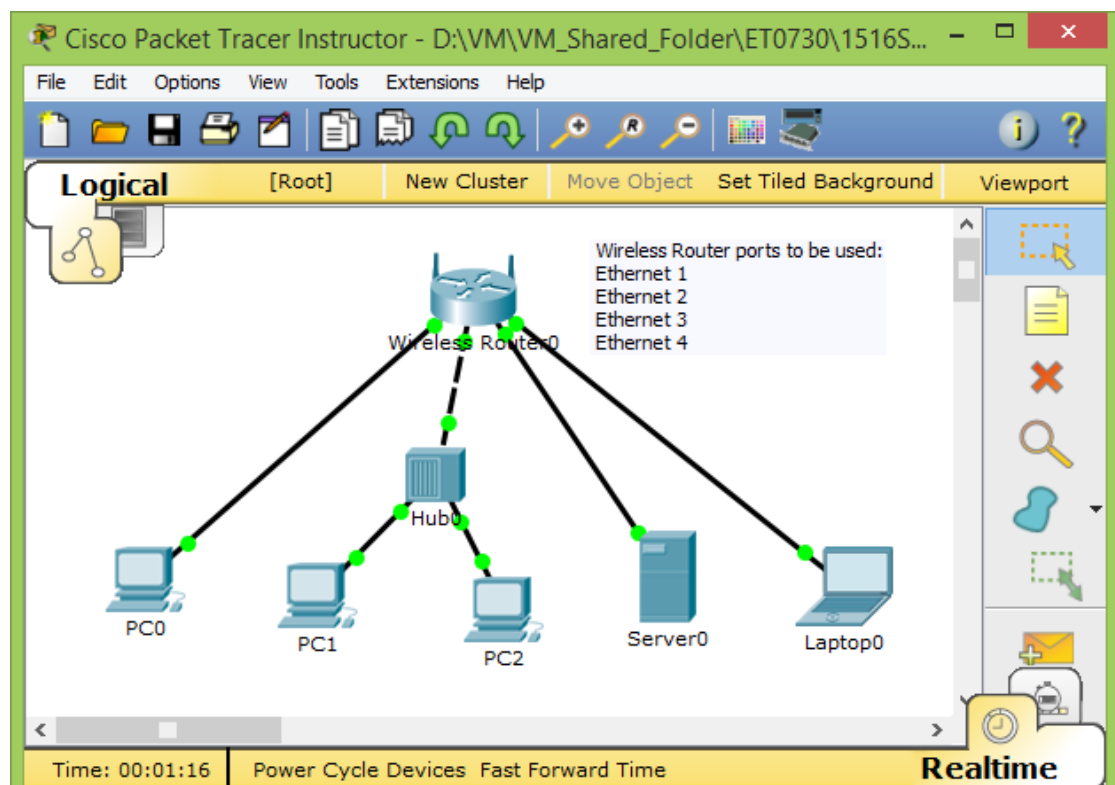 Cisco Packet Tracer Instructor - D:\VM\VM_Shared_Folder\ET0730\1516S...
File Edit Options View Tools Extensions Help
Logical [Root] New Cluster Move Object Set Tiled Background Viewport
Wireless Router ports to be used:
Ethernet 1
Ethernet 2
Ethernet 3
Ethernet 4
Wireless Router0
Hub0
PC0
PC1
PC2
Server0
Laptop0
Time: 00:01:16 Power Cycle Devices Fast Forward Time Realtime